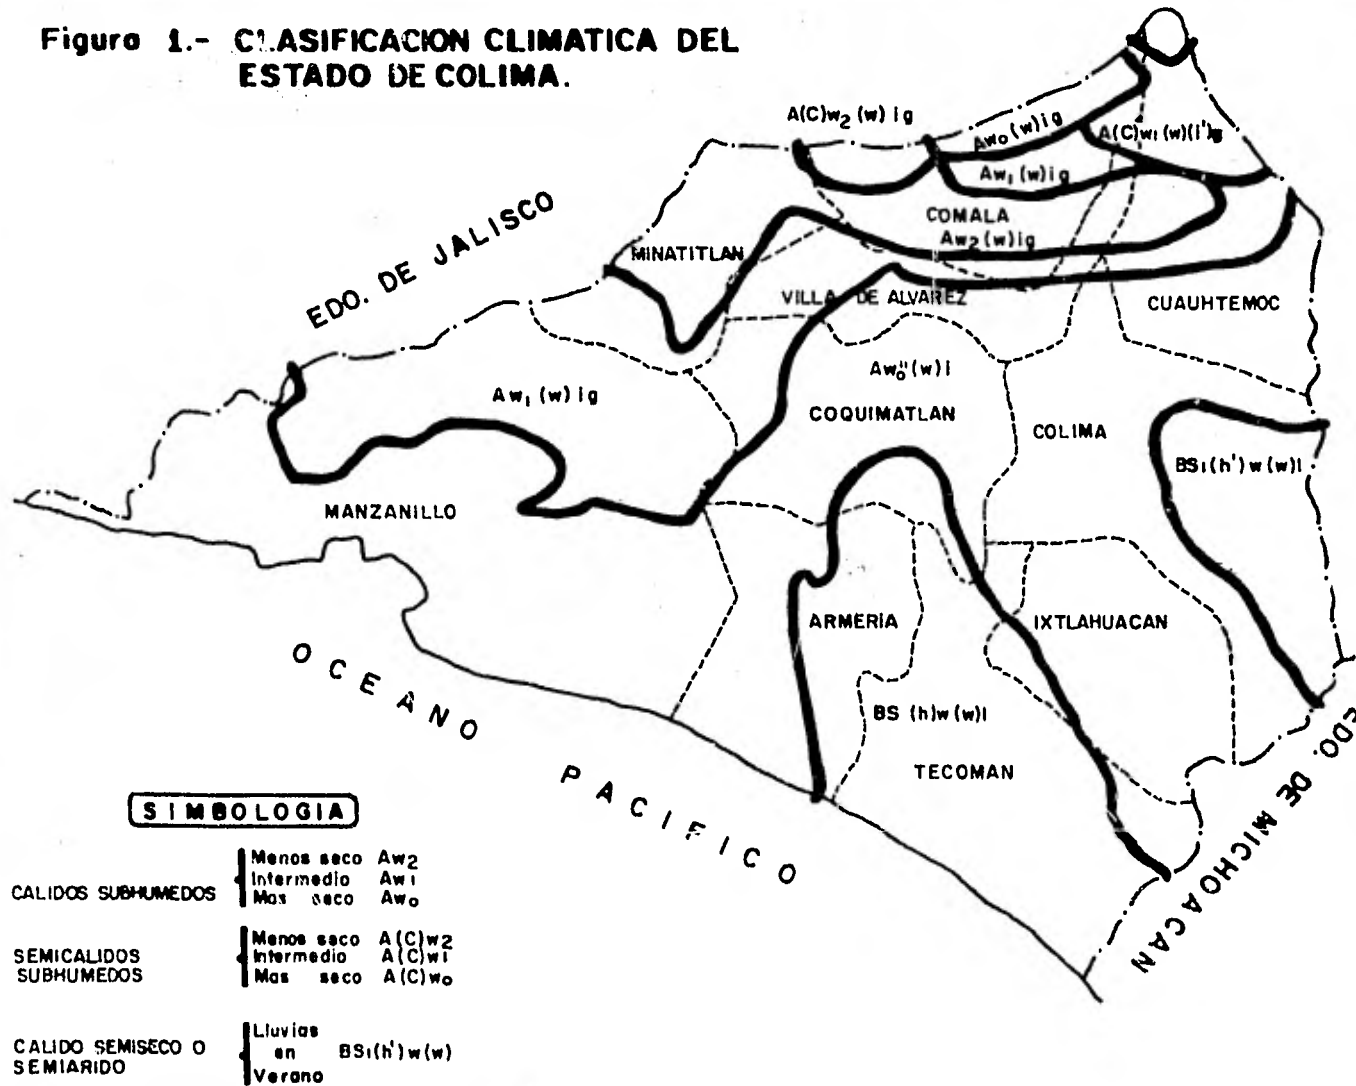 Figura 1.- CLASIFICACION CLIMATICA DEL
ESTADO DE COLIMA.
A(C)w2(w)ig
Awo(w)ig
A(C)w1(w)(i')g
Aw1(w)ig
COMALA
Aw2(w)ig
EDO. DE JALISCO
MINATITLAN
VILLA DE ALVAREZ
CUAUHTEMOC
Aw1(w)ig
Awo"(w)i
COQUIMATLAN
COLIMA
BS1(h')w(w)i
MANZANILLO
ARMERIA
IXTLAHUACAN
OCEANO PACIFICO
BS (h)w(w)i
TECOMAN
EDO. DE MICHOACAN
SIMBOLOGIA
CALIDOS SUBHUMEDOS
Menos seco Aw2
Intermedio Aw1
Mas seco Awo
SEMICALIDOS
SUBHUMEDOS
Menos seco A(C)w2
Intermedio A(C)w1
Mas seco A(C)wo
CALIDO SEMISECO O
SEMIARIDO
Lluvias
en BS1(h')w(w)
Verano